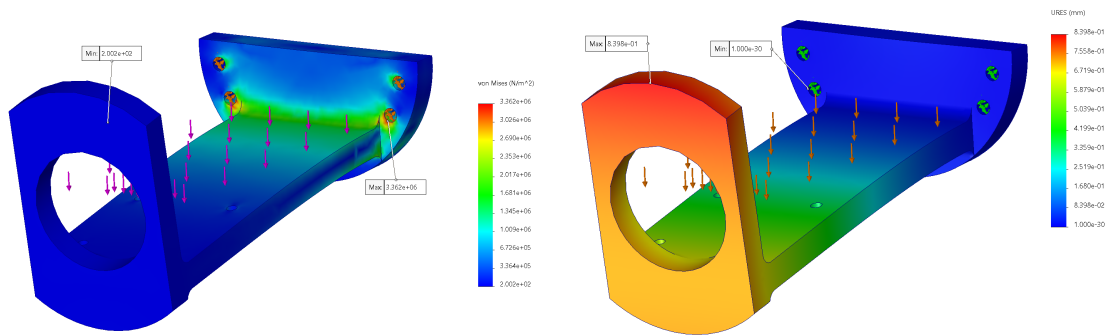 Min: 2.002e+02
Max: 3.362e+06
von Mises (N/m^2)
3.362e+06
3.026e+06
2.690e+06
2.353e+06
2.017e+06
1.681e+06
1.345e+06
1.009e+06
6.726e+05
3.364e+05
2.002e+02
Max: 8.398e-01
Min: 1.000e-30
URES (mm)
8.398e-01
7.558e-01
6.719e-01
5.879e-01
5.039e-01
4.199e-01
3.359e-01
2.519e-01
1.680e-01
8.398e-02
1.000e-30